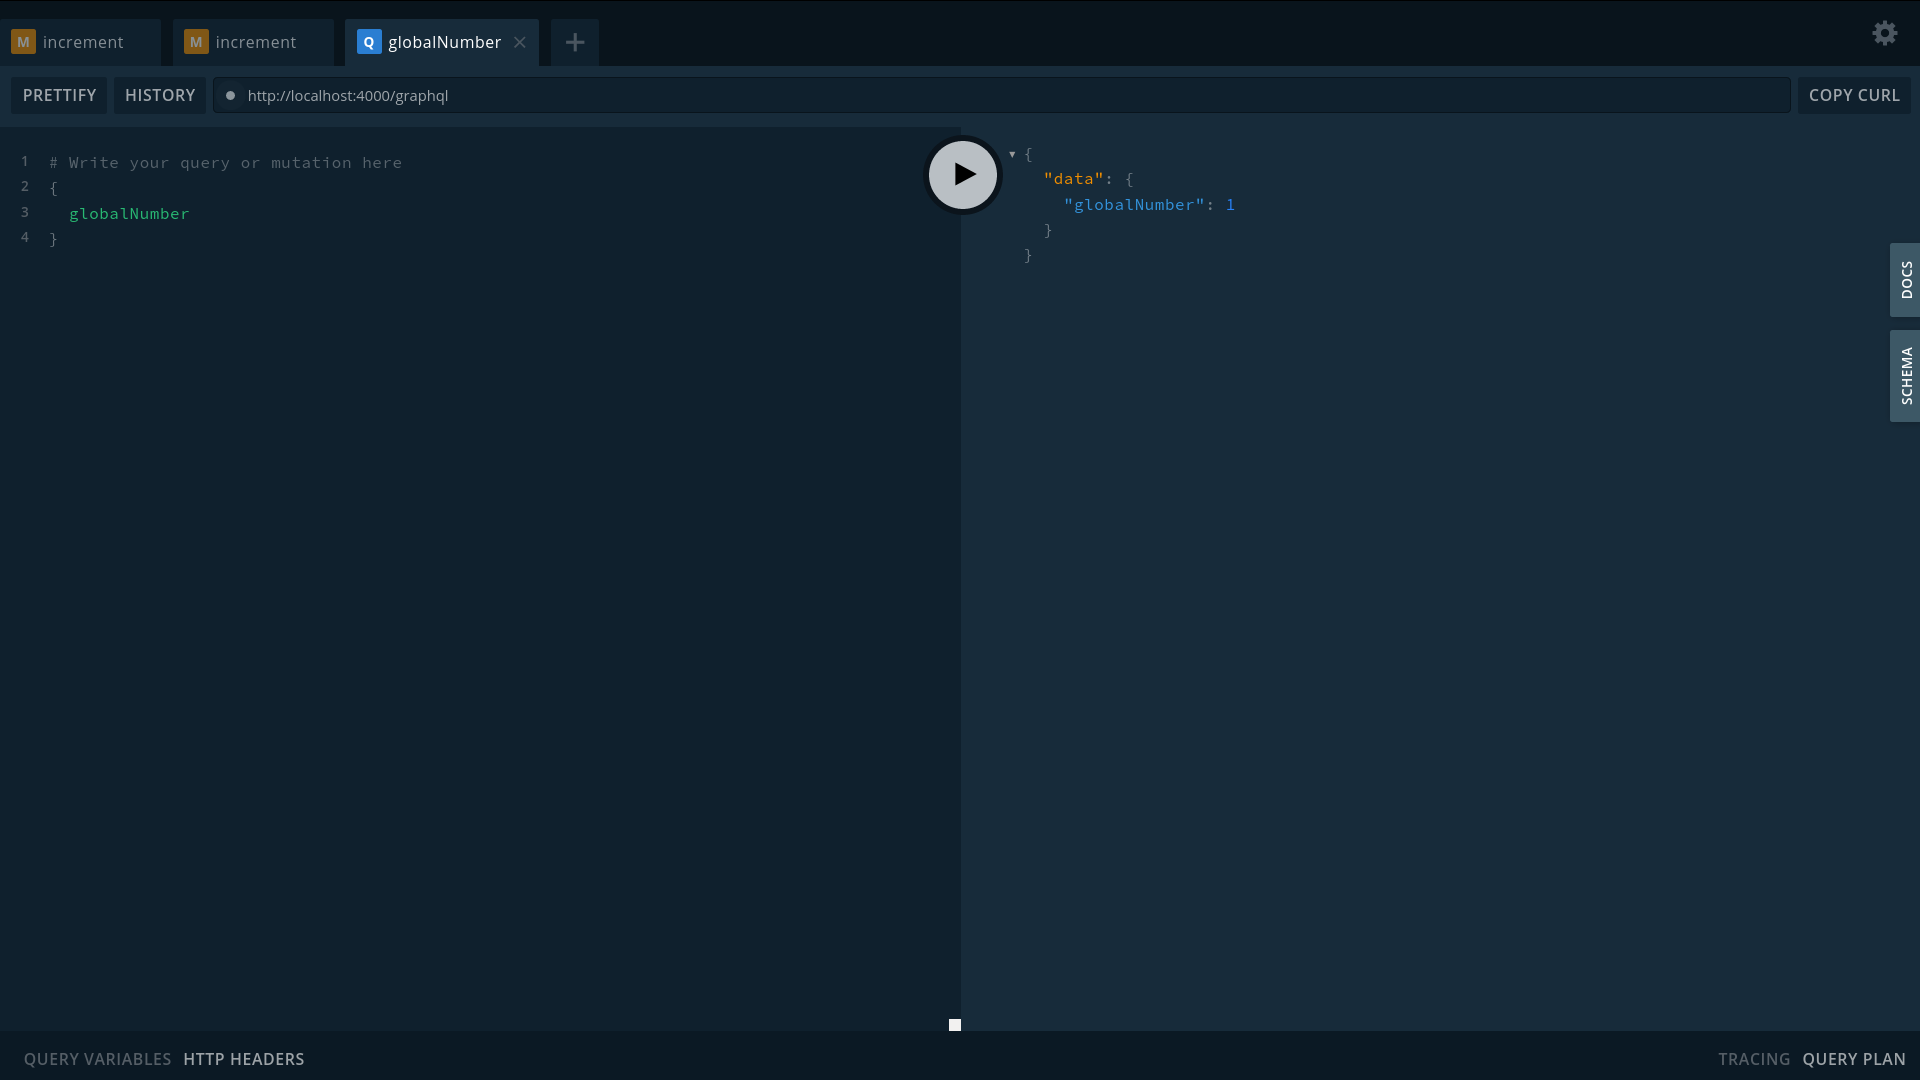 M increment M increment Q globalNumber
PRETTIFY HISTORY http://localhost:4000/graphql COPY CURL
1 # Write your query or mutation here
2 {
3 globalNumber
4 }
{
"data": {
"globalNumber": 1
}
}
DOCS
SCHEMA
QUERY VARIABLES HTTP HEADERS TRACING QUERY PLAN